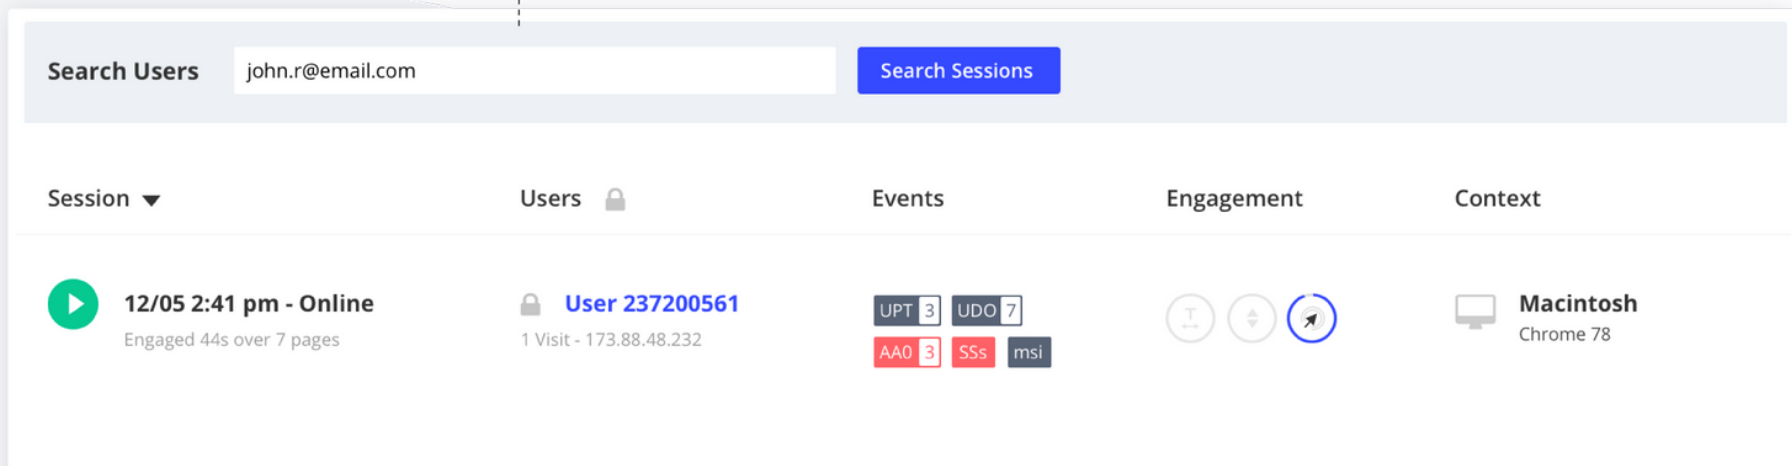 Search Users john.r@email.com Search Sessions
Session Users Events Engagement Context
12/05 2:41 pm - Online User 237200561 UPT 3 UDO 7 T Macintosh
Engaged 44s over 7 pages 1 Visit - 173.88.48.232 AA0 3 SSs msi Chrome 78